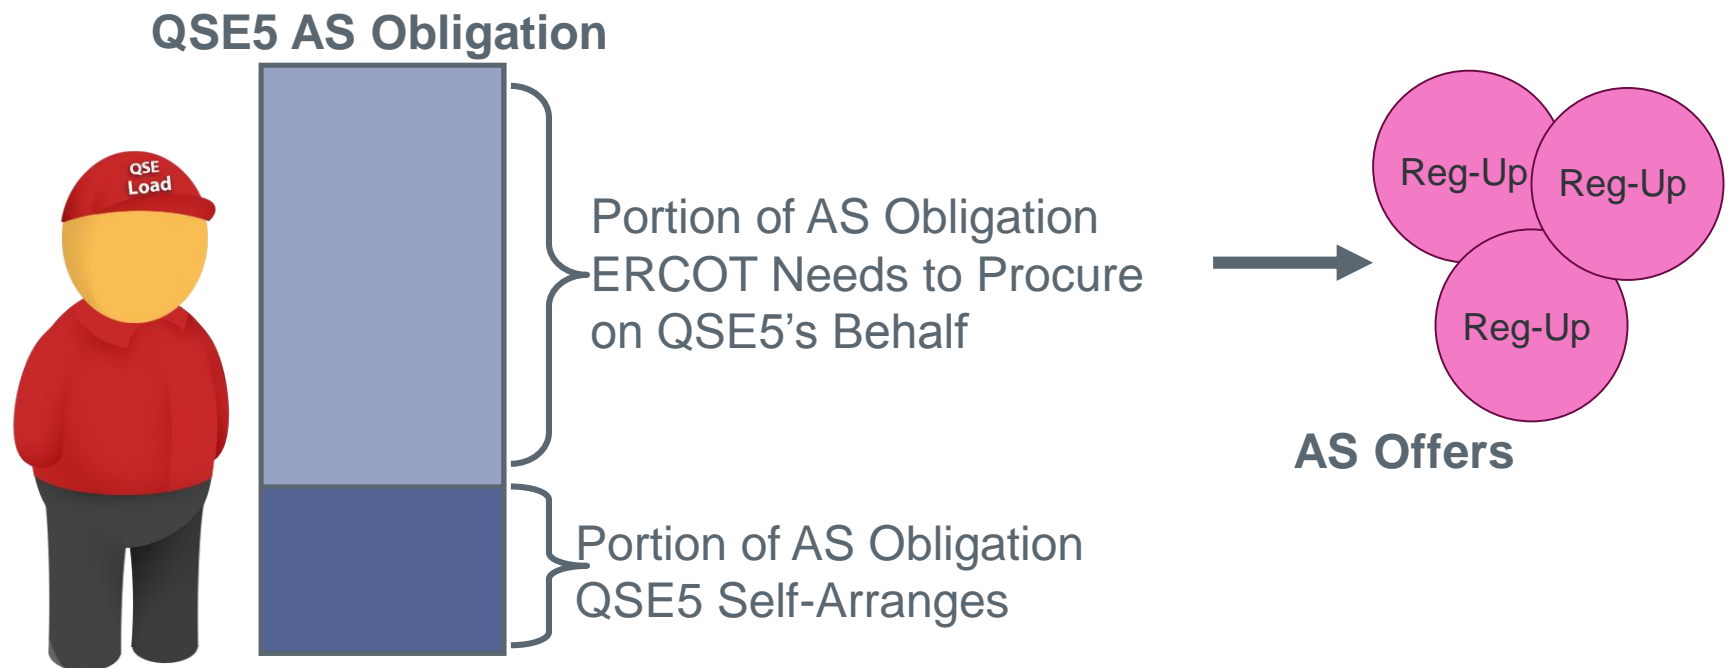 QSE5 AS Obligation
QSE
Load
Portion of AS Obligation
ERCOT Needs to Procure
on QSE5's Behalf
Portion of AS Obligation
QSE5 Self-Arranges
Reg-Up
Reg-Up
Reg-Up
AS Offers